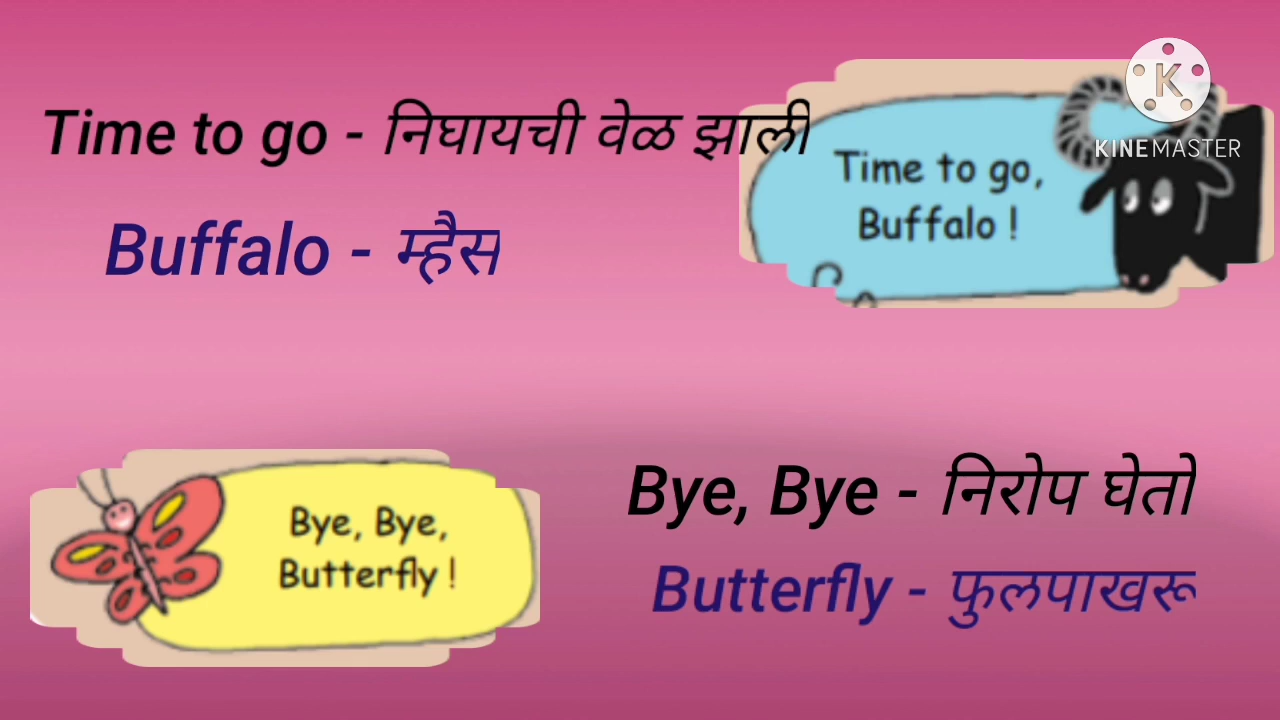 Time to go - निघायची वेळ झाली
Buffalo - म्हैस
Time to go,
Buffalo !
KINEMASTER
Bye, Bye,
Butterfly !
Bye, Bye - निरोप घेतो
Butterfly - फुलपाखरू